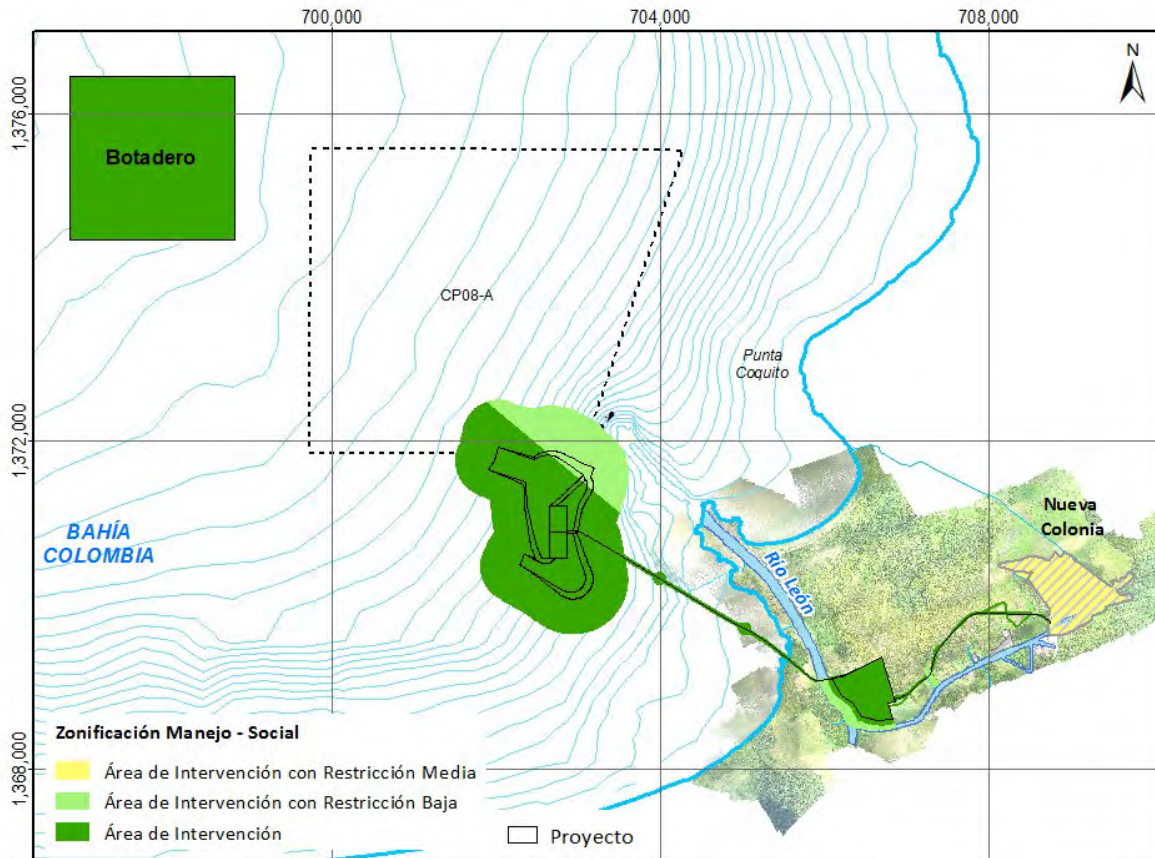 700,000
704,000
708,000
N
1,376,000
Botadero
CP08-A
Punta
Coquito
1,372,000
BAHÍA
COLOMBIA
Nueva
Colonia
Río León
1,368,000
Zonificación Manejo - Social
Área de Intervención con Restricción Media
Área de Intervención con Restricción Baja
Área de Intervención
Proyecto